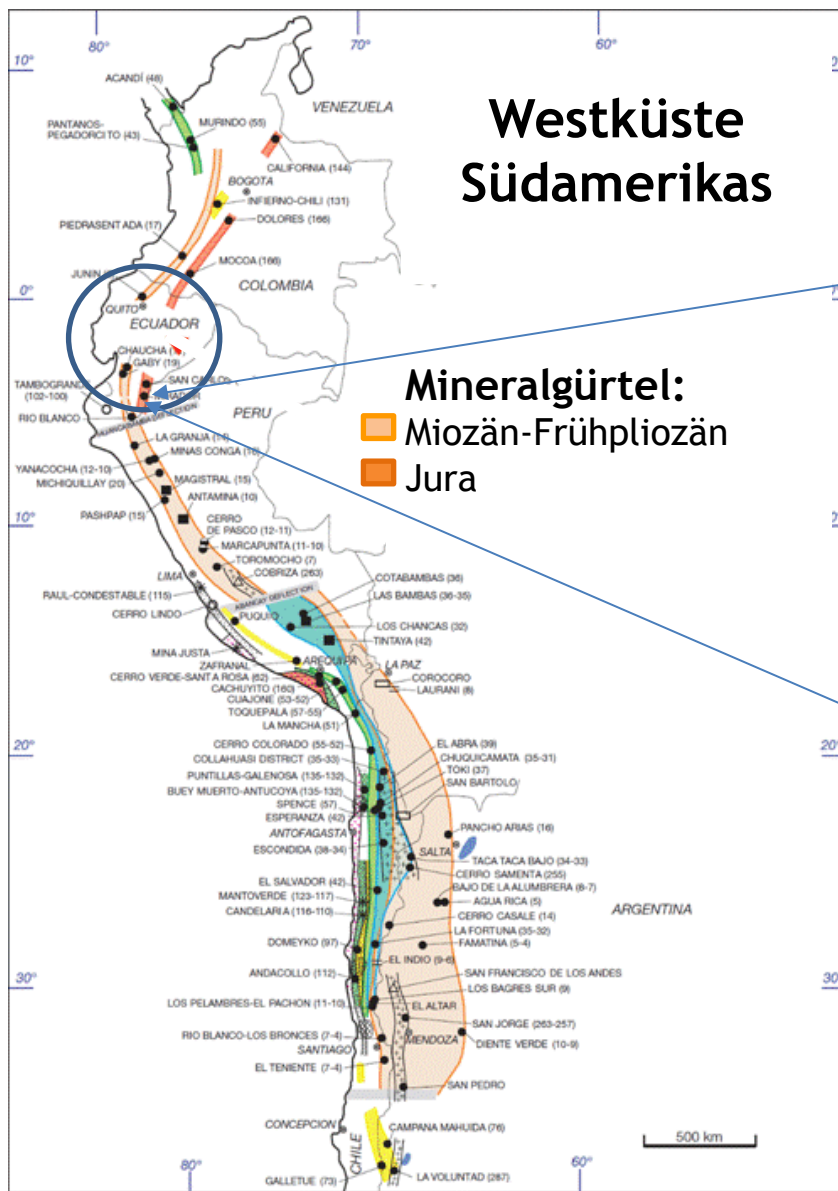 80°
70°
60°
10°
ACANDÍ (48)
VENEZUELA
Westküste
Südamerikas
PANTANOS-
PEGADORCITO (43)
MURINDO (55)
CALIFORNIA (144)
BOGOTA
INFIERNO-CHILI (131)
DOLORES (166)
PIEDRASENTADA (17)
MOCOA (166)
JUNIN
COLOMBIA
0°
QUITO
ECUADOR
CHAUCHA
GABY (19)
TAMBOGRANDE
(102-100)
SAN CARLOS
PERU
Mineralgürtel:
Miozän-Frühpliozän
Jura
RIO BLANCO
HUANCABAMBA DEFLECTION
LA GRANJA (14)
MINAS CONGA (16)
YANACOCHA (12-10)
MICHIQUILLAY (20)
MAGISTRAL (15)
ANTAMINA (10)
PASHPAP (15)
10°
CERRO
DE PASCO (12-11)
MARCAPUNTA (11-10)
TOROMOCHO (7)
COBRIZA (263)
LIMA
RAUL-CONDESTABLE (115)
CERRO LINDO
ABANCAY DEFLECTION
COTABAMBAS (36)
LAS BAMBAS (36-35)
PUQUIO
LOS CHANCAS (32)
TINTAYA (42)
MINA JUSTA
ZAFRANAL
AREQUIPA
LA PAZ
CERRO VERDE-SANTA ROSA (62)
COROCORO
CACHUYITO (160)
LAURANI (8)
CUAJONE (53-52)
TOQUEPALA (57-55)
LA MANCHA (51)
20°
CERRO COLORADO (55-52)
EL ABRA (39)
COLLAHUASI DISTRICT (35-33)
CHUQUICAMATA (35-31)
PUNTILLAS-GALENOSA (135-132)
TOKI (37)
BUEY MUERTO-ANTUCOYA (135-132)
SAN BARTOLO
SPENCE (57)
ESPERANZA (42)
ANTOFAGASTA
PANCHO ARIAS (16)
ESCONDIDA (38-34)
SALTA
TACA TACA BAJO (34-33)
CERRO SAMENTA (255)
EL SALVADOR (42)
BAJO DE LA ALUMBRERA (8-7)
MANTOVERDE (123-117)
AGUA RICA (5)
CANDELARIA (116-110)
CERRO CASALE (14)
ARGENTINA
LA FORTUNA (35-32)
DOMEYKO (97)
FAMATINA (5-4)
EL INDIO (9-6)
ANDACOLLO (112)
SAN FRANCISCO DE LOS ANDES
30°
LOS BAGRES SUR (9)
LOS PELAMBRES-EL PACHON (11-10)
EL ALTAR
SAN JORGE (263-257)
RIO BLANCO-LOS BRONCES (7-4)
MENDOZA
SANTIAGO
DIENTE VERDE (10-9)
EL TENIENTE (7-4)
SAN PEDRO
CONCEPCION
CAMPANA MAHUIDA (76)
500 km
CHILE
80°
60°
GALLETUE (73)
LA VOLUNTAD (287)